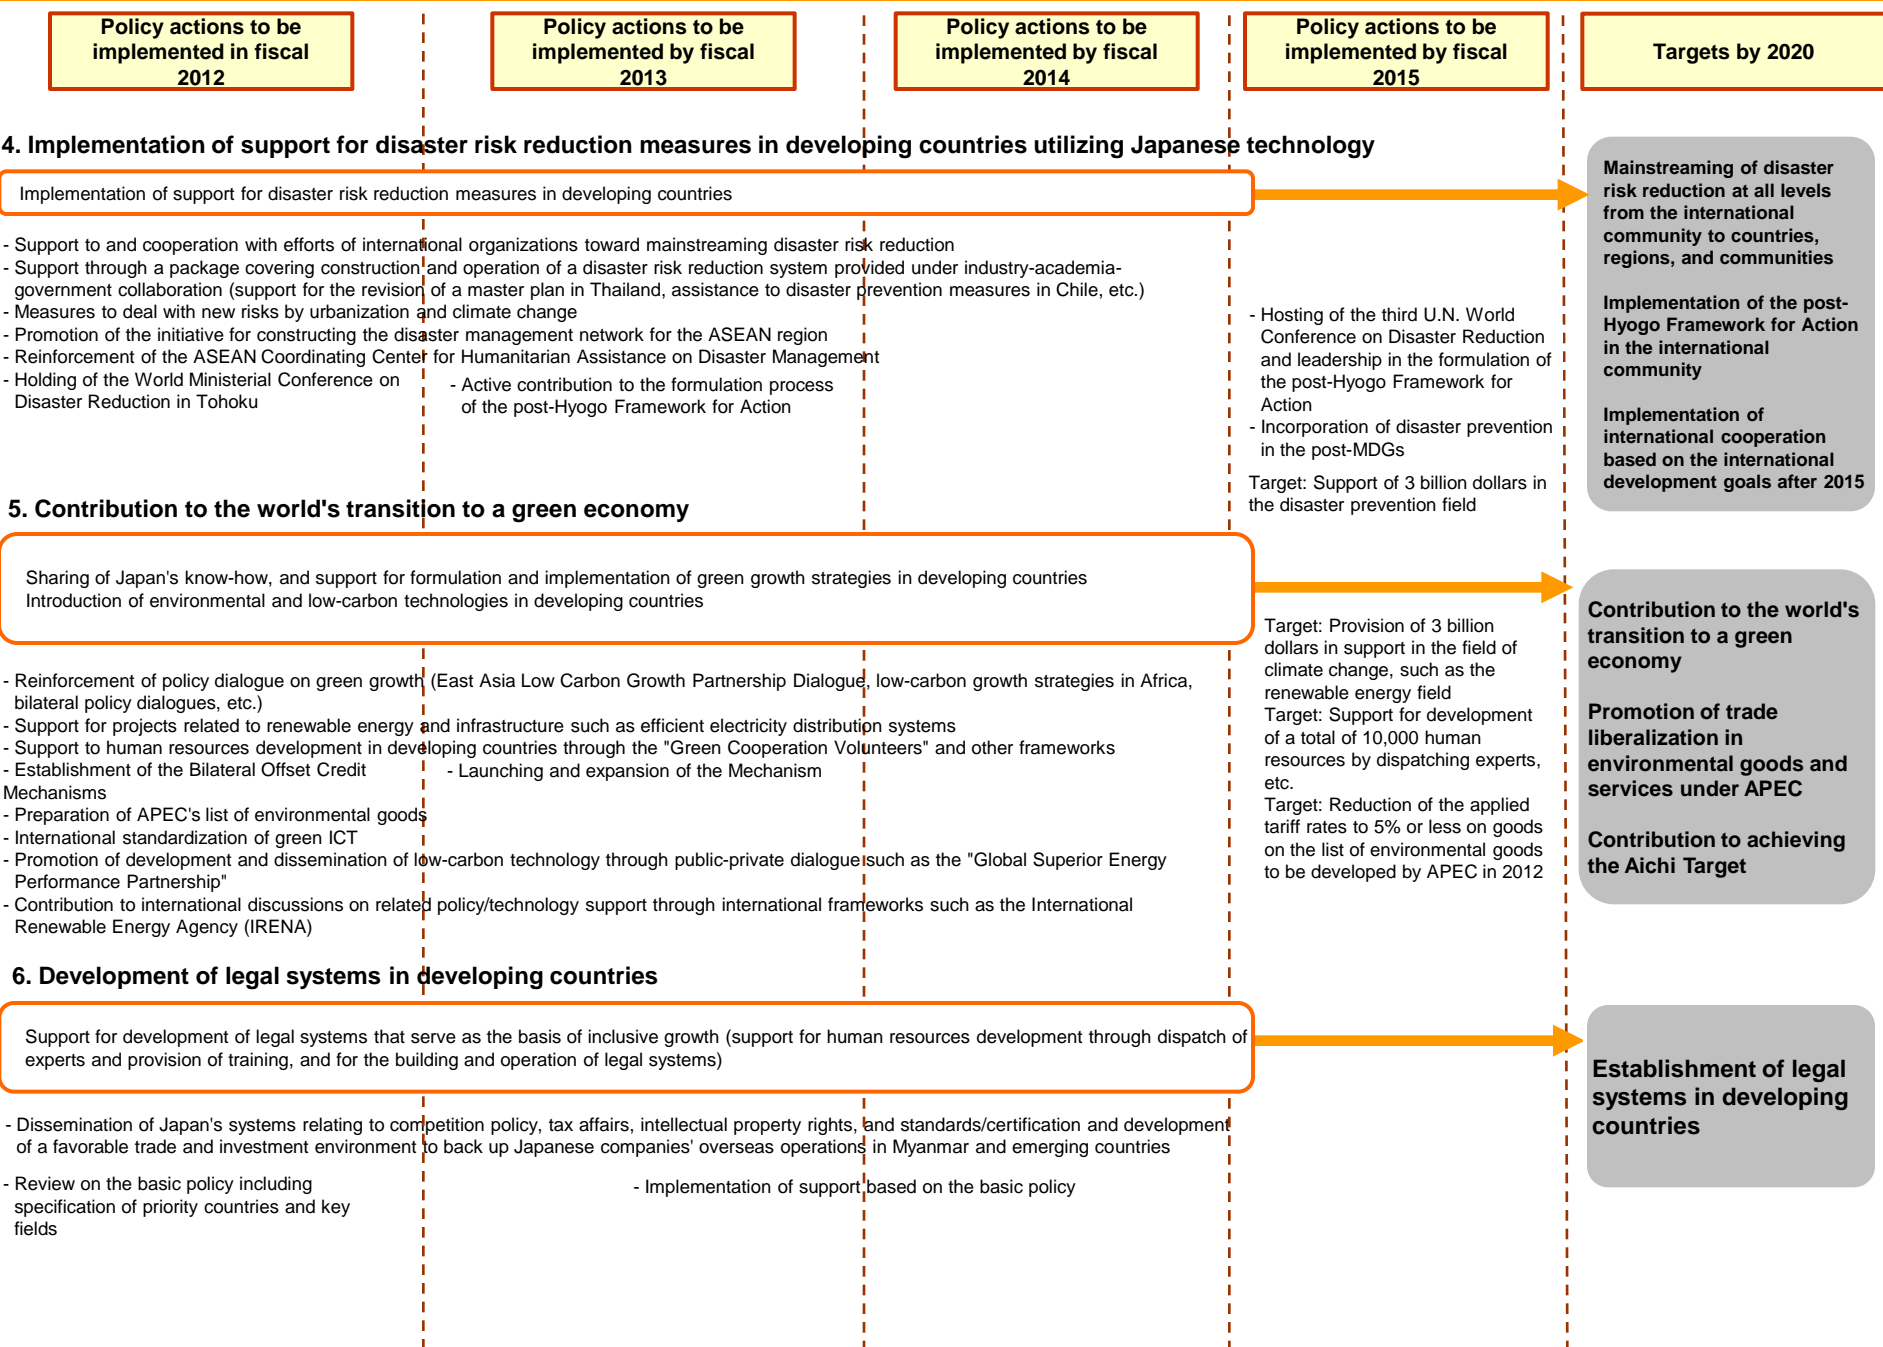 Policy actions to be
implemented in fiscal
2012
Policy actions to be
implemented by fiscal
2013
Policy actions to be
implemented by fiscal
2014
Policy actions to be
implemented by fiscal
2015
Targets by 2020
4. Implementation of support for disaster risk reduction measures in developing countries utilizing Japanese technology
Implementation of support for disaster risk reduction measures in developing countries
- Support to and cooperation with efforts of international organizations toward mainstreaming disaster risk reduction
- Support through a package covering construction and operation of a disaster risk reduction system provided under industry-academia-
government collaboration (support for the revision of a master plan in Thailand, assistance to disaster prevention measures in Chile, etc.)
- Measures to deal with new risks by urbanization and climate change
- Promotion of the initiative for constructing the disaster management network for the ASEAN region
- Reinforcement of the ASEAN Coordinating Center for Humanitarian Assistance on Disaster Management
- Holding of the World Ministerial Conference on
Disaster Reduction in Tohoku
- Active contribution to the formulation process
of the post-Hyogo Framework for Action
- Hosting of the third U.N. World
Conference on Disaster Reduction
and leadership in the formulation of
the post-Hyogo Framework for
Action
- Incorporation of disaster prevention
in the post-MDGs
Target: Support of 3 billion dollars in
the disaster prevention field
Mainstreaming of disaster
risk reduction at all levels
from the international
community to countries,
regions, and communities
Implementation of the post-
Hyogo Framework for Action
in the international
community
Implementation of
international cooperation
based on the international
development goals after 2015
5. Contribution to the world's transition to a green economy
Sharing of Japan's know-how, and support for formulation and implementation of green growth strategies in developing countries
Introduction of environmental and low-carbon technologies in developing countries
- Reinforcement of policy dialogue on green growth (East Asia Low Carbon Growth Partnership Dialogue, low-carbon growth strategies in Africa,
bilateral policy dialogues, etc.)
- Support for projects related to renewable energy and infrastructure such as efficient electricity distribution systems
- Support to human resources development in developing countries through the "Green Cooperation Volunteers" and other frameworks
- Establishment of the Bilateral Offset Credit
Mechanisms
- Launching and expansion of the Mechanism
- Preparation of APEC's list of environmental goods
- International standardization of green ICT
- Promotion of development and dissemination of low-carbon technology through public-private dialogue such as the "Global Superior Energy
Performance Partnership"
- Contribution to international discussions on related policy/technology support through international frameworks such as the International
Renewable Energy Agency (IRENA)
Target: Provision of 3 billion
dollars in support in the field of
climate change, such as the
renewable energy field
Target: Support for development
of a total of 10,000 human
resources by dispatching experts,
etc.
Target: Reduction of the applied
tariff rates to 5% or less on goods
on the list of environmental goods
to be developed by APEC in 2012
Contribution to the world's
transition to a green
economy
Promotion of trade
liberalization in
environmental goods and
services under APEC
Contribution to achieving
the Aichi Target
6. Development of legal systems in developing countries
Support for development of legal systems that serve as the basis of inclusive growth (support for human resources development through dispatch of
experts and provision of training, and for the building and operation of legal systems)
- Dissemination of Japan's systems relating to competition policy, tax affairs, intellectual property rights, and standards/certification and development
of a favorable trade and investment environment to back up Japanese companies' overseas operations in Myanmar and emerging countries
- Review on the basic policy including
specification of priority countries and key
fields
- Implementation of support based on the basic policy
Establishment of legal
systems in developing
countries